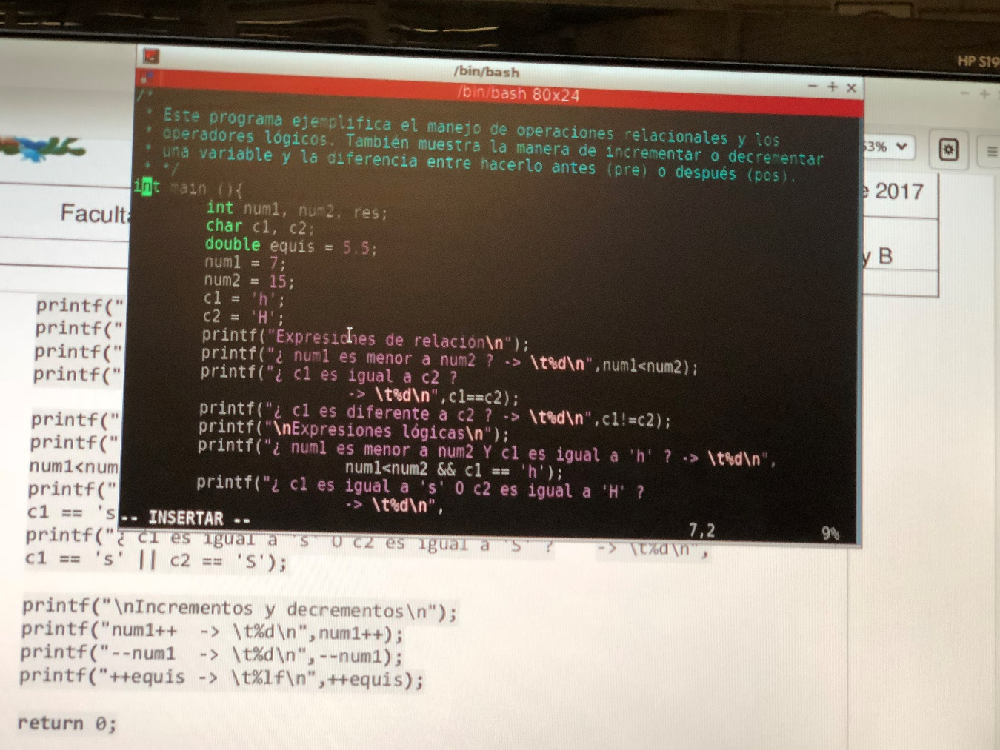 HP S19
/bin/bash
/bin/bash 80x24
/*
* Este programa ejemplifica el manejo de operaciones relacionales y los
* operadores lógicos. También muestra la manera de incrementar o decrementar
* una variable y la diferencia entre hacerlo antes (pre) o después (pos).
* */
int main (){
int num1, num2, res;
char c1, c2;
double equis = 5.5;
num1 = 7;
num2 = 15;
c1 = 'h';
c2 = 'H';
printf("Expresiones de relación\n");
printf("¿ num1 es menor a num2 ? -> \t%d\n",num1<num2);
printf("¿ c1 es igual a c2 ?
-> \t%d\n",c1==c2);
printf("¿ c1 es diferente a c2 ? -> \t%d\n",c1!=c2);
printf("\nExpresiones lógicas\n");
printf("¿ num1 es menor a num2 Y c1 es igual a 'h' ? -> \t%d\n",
num1<num2 && c1 == 'h');
printf("¿ c1 es igual a 's' O c2 es igual a 'H' ?
-> \t%d\n",
-- INSERTAR --
7,2
9%
53%
e 2017
Faculta
y B
printf("
printf("
printf("
printf("
printf("
printf("
num1<num
printf("
c1 == 's
printf("¿ c1 es igual a 's' O c2 es igual a 'S' ? -> \t%d\n",
c1 == 's' || c2 == 'S');
printf("\nIncrementos y decrementos\n");
printf("num1++ -> \t%d\n",num1++);
printf("--num1 -> \t%d\n",--num1);
printf("++equis -> \t%lf\n",++equis);
return 0;